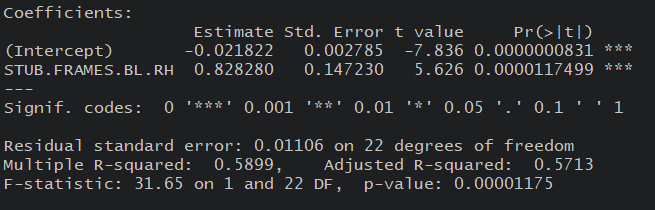 Coefficients:
                   Estimate Std. Error t value     Pr(>|t|)    
(Intercept)       -0.021822   0.002785  -7.836 0.0000000831 ***
STUB.FRAMES.BL.RH  0.828280   0.147230   5.626 0.0000117499 ***
---
Signif. codes:  0 '***' 0.001 '**' 0.01 '*' 0.05 '.' 0.1 ' ' 1

Residual standard error: 0.01106 on 22 degrees of freedom
Multiple R-squared:  0.5899,    Adjusted R-squared:  0.5713
F-statistic: 31.65 on 1 and 22 DF,  p-value: 0.00001175